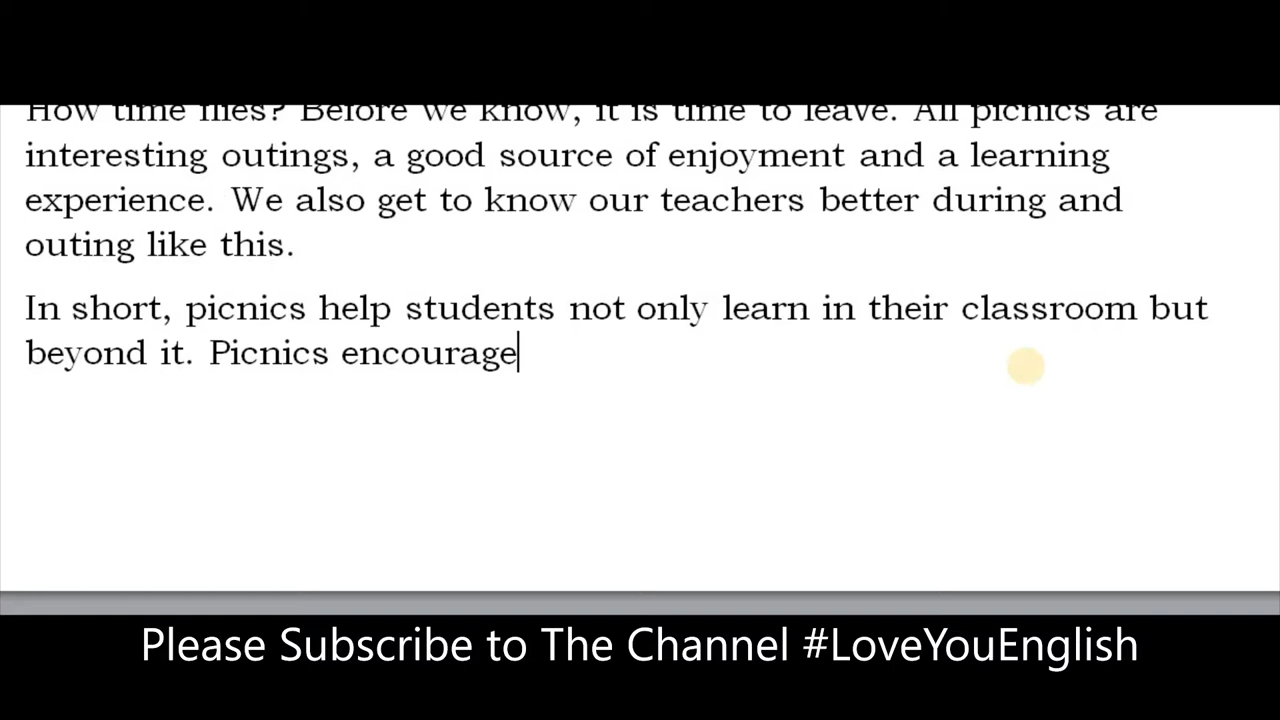 How time flies? Before we know, it is time to leave. All picnics are
interesting outings, a good source of enjoyment and a learning
experience. We also get to know our teachers better during and
outing like this.
In short, picnics help students not only learn in their classroom but
beyond it. Picnics encourage
Please Subscribe to The Channel #LoveYouEnglish